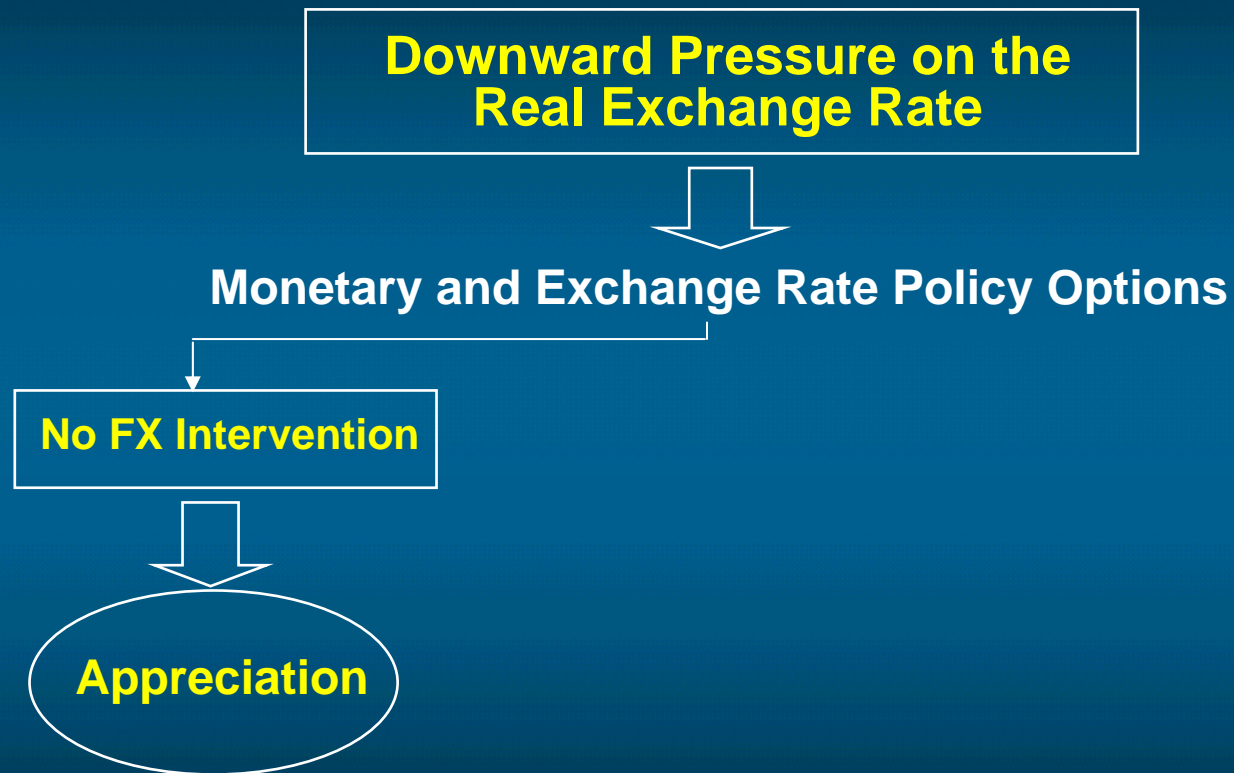 Downward Pressure on the
Real Exchange Rate
Monetary and Exchange Rate Policy Options
No FX Intervention
Appreciation